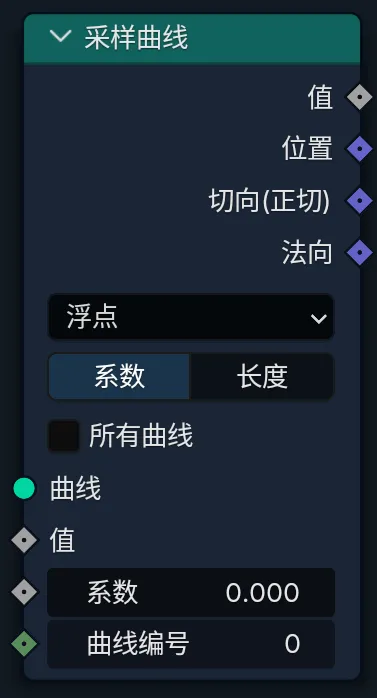 采样曲线
值
位置
切向(正切)
法向
浮点
系数 长度
所有曲线
曲线
值
系数 0.000
曲线编号 0